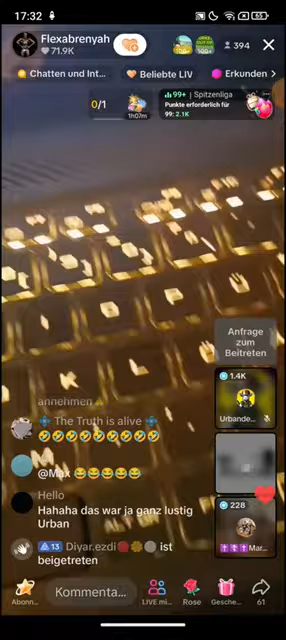 17:32
65
Flexabrenyah
71.9K
394
Chatten und Int...
Beliebte LIV
Erkunden
0/1
1h07m
99+ | Spitzenliga
Punkte erforderlich für
99: 2.1K
Anfrage
zum
Beitreten
1.4K
Urbande...
annehmen
The Truth is alive
@Max
Hello
Hahaha das war ja ganz lustig
Urban
228
Mar...
13 Diyar.ezdi ist
beigetreten
Abonn...
Kommenta...
LIVE mi...
Rose
Gesche...
61